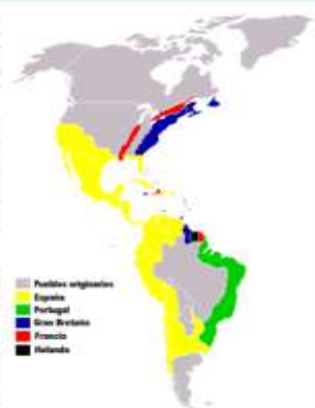 Pueblos originarios
España
Portugal
Gran Bretaña
Francia
Holanda